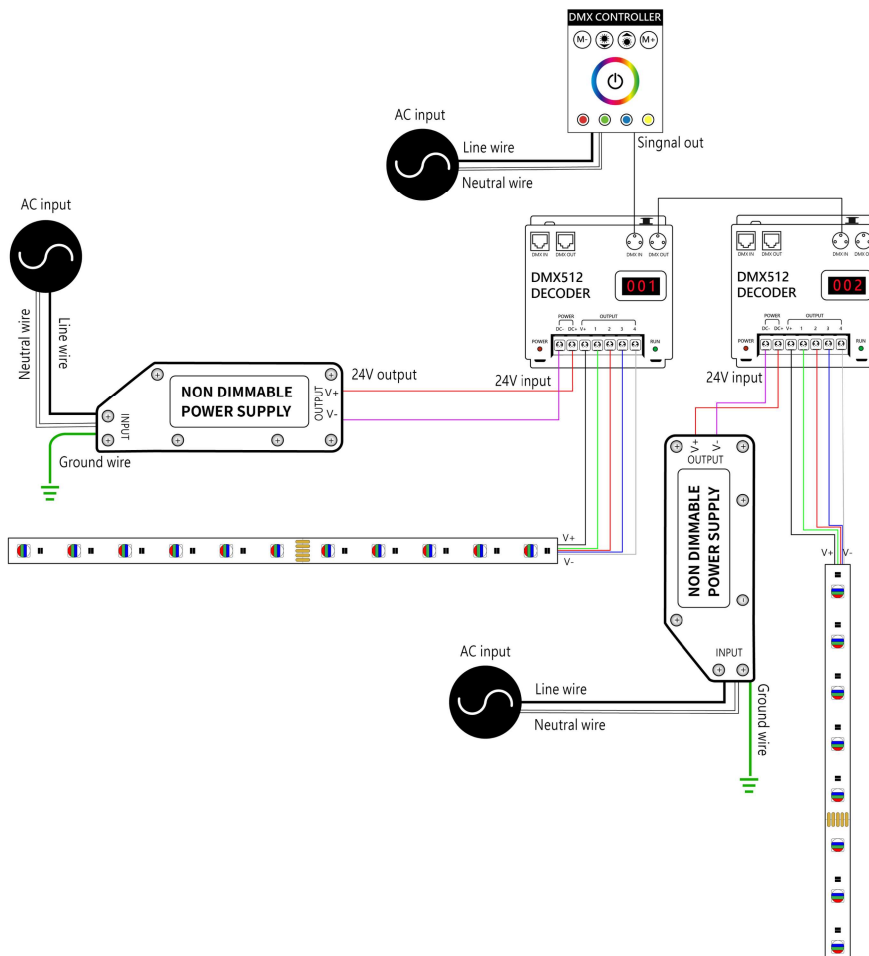 DMX CONTROLLER
M-
M+
AC input
Line wire
Neutral wire
Singnal out
AC input
Neutral wire
Line wire
DMX IN
DMX OUT
DMX IN
DMX OUT
DMX512
DECODER
001
POWER
OUTPUT
DC-
DC+
V+
1
2
3
4
POWER
RUN
DMX IN
DMX OUT
DMX IN
DMX512
DECODER
002
POWER
OUTPUT
DC-
DC+
V+
1
2
3
4
POWER
RUN
24V output
24V input
24V input
INPUT
NON DIMMABLE
POWER SUPPLY
OUTPUT
V+
V-
Ground wire
V+
V-
V+
V-
OUTPUT
NON DIMMABLE
POWER SUPPLY
INPUT
V+
V-
AC input
Line wire
Neutral wire
Ground wire